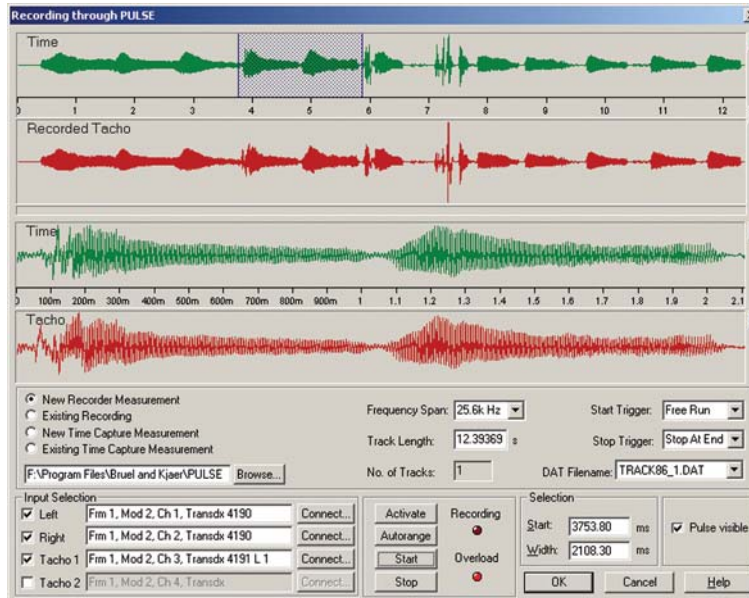 Recording through PULSE
Time
0 1 2 3 4 5 6 7 8 9 10 11 12
Recorded Tacho
Time
0 100m 200m 300m 400m 500m 600m 700m 800m 900m 1 1.1 1.2 1.3 1.4 1.5 1.6 1.7 1.8 1.9 2 2.1
Tacho
New Recorder Measurement
Existing Recording
New Time Capture Measurement
Existing Time Capture Measurement
F:\Program Files\Bruel and Kjaer\PULSE Browse...
Frequency Span: 25.6k Hz
Track Length: 12.39369 s
No. of Tracks: 1
Start Trigger: Free Run
Stop Trigger: Stop At End
DAT Filename: TRACK86_1.DAT
Input Selection
Left Frm 1, Mod 2, Ch 1, Transdx 4190 Connect...
Right Frm 1, Mod 2, Ch 2, Transdx 4190 Connect...
Tacho 1 Frm 1, Mod 2, Ch 3, Transdx 4191 L 1 Connect...
Tacho 2 Frm 1, Mod 2, Ch 4, Transdx Connect...
Activate
Autorange
Start
Stop
Recording
Overload
Selection
Start: 3753.80 ms
Width: 2108.30 ms
Pulse visible
OK Cancel Help